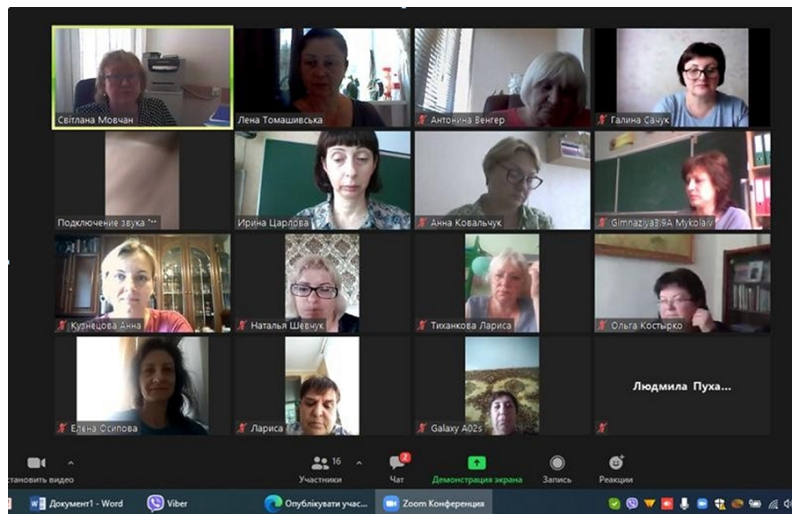 Світлана Мовчан
Лена Томашивська
Антонина Венгер
Галина Сачук
Подключение звука "··
Ирина Царлова
Анна Ковальчук
Gimnaziya3,9A Mykolaiv
Кузнецова Анна
Наталья Шевчук
Тиханкова Лариса
Ольга Костырко
Елена Осипова
Лариса
Galaxy A02s
Людмила Пуха...
16
2
становить видео
Участники
Чат
Демонстрация экрана
Запись
Реакции
Документ1 - Word
Viber
Опублікувати учас...
Zoom Конференция